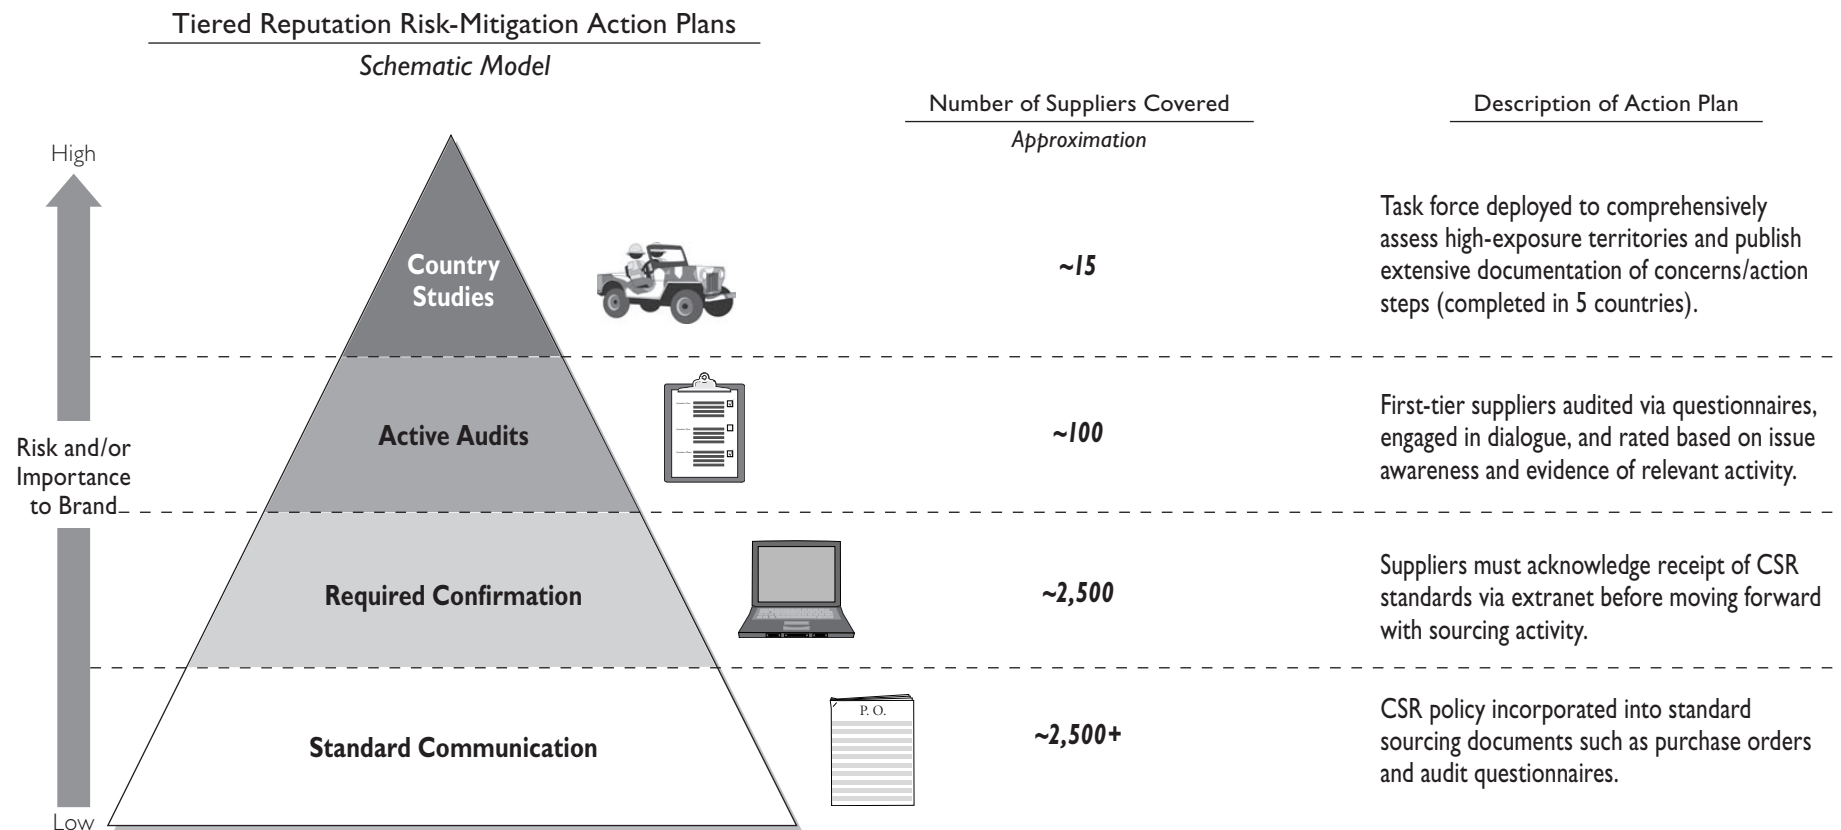 Tiered Reputation Risk-Mitigation Action Plans
Schematic Model
Number of Suppliers Covered
Approximation
Description of Action Plan
High
Risk and/or
Importance
to Brand
Low
Country
Studies
~15
Task force deployed to comprehensively
assess high-exposure territories and publish
extensive documentation of concerns/action
steps (completed in 5 countries).
Active Audits
~100
First-tier suppliers audited via questionnaires,
engaged in dialogue, and rated based on issue
awareness and evidence of relevant activity.
Required Confirmation
~2,500
Suppliers must acknowledge receipt of CSR
standards via extranet before moving forward
with sourcing activity.
Standard Communication
P. O.
~2,500+
CSR policy incorporated into standard
sourcing documents such as purchase orders
and audit questionnaires.